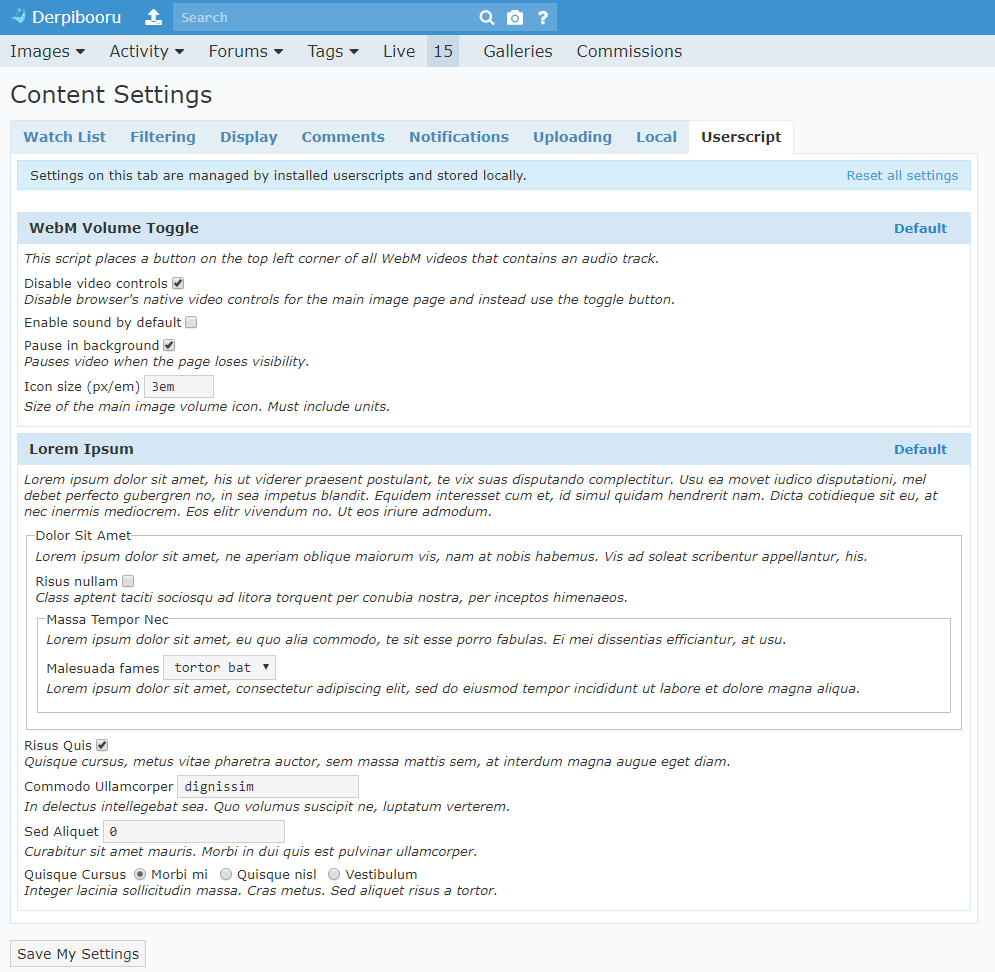 Derpibooru Search ?
Images Activity Forums Tags Live 15 Galleries Commissions
Content Settings
Watch List Filtering Display Comments Notifications Uploading Local Userscript
Settings on this tab are managed by installed userscripts and stored locally. Reset all settings
WebM Volume Toggle Default
This script places a button on the top left corner of all WebM videos that contains an audio track.
Disable video controls
Disable browser's native video controls for the main image page and instead use the toggle button.
Enable sound by default
Pause in background
Pauses video when the page loses visibility.
Icon size (px/em) 3em
Size of the main image volume icon. Must include units.
Lorem Ipsum Default
Lorem ipsum dolor sit amet, his ut viderer praesent postulant, te vix suas disputando complectitur. Usu ea movet iudico disputationi, mel
debet perfecto gubergren no, in sea impetus blandit. Equidem interesset cum et, id simul quidam hendrerit nam. Dicta cotidieque sit eu, at
nec inermis mediocrem. Eos elitr vivendum no. Ut eos iriure admodum.
Dolor Sit Amet
Lorem ipsum dolor sit amet, ne aperiam oblique maiorum vis, nam at nobis habemus. Vis ad soleat scribentur appellantur, his.
Risus nullam
Class aptent taciti sociosqu ad litora torquent per conubia nostra, per inceptos himenaeos.
Massa Tempor Nec
Lorem ipsum dolor sit amet, eu quo alia commodo, te sit esse porro fabulas. Ei mei dissentias efficiantur, at usu.
Malesuada fames tortor bat
Lorem ipsum dolor sit amet, consectetur adipiscing elit, sed do eiusmod tempor incididunt ut labore et dolore magna aliqua.
Risus Quis
Quisque cursus, metus vitae pharetra auctor, sem massa mattis sem, at interdum magna augue eget diam.
Commodo Ullamcorper dignissim
In delectus intellegebat sea. Quo volumus suscipit ne, luptatum verterem.
Sed Aliquet 0
Curabitur sit amet mauris. Morbi in dui quis est pulvinar ullamcorper.
Quisque Cursus Morbi mi Quisque nisl Vestibulum
Integer lacinia sollicitudin massa. Cras metus. Sed aliquet risus a tortor.
Save My Settings